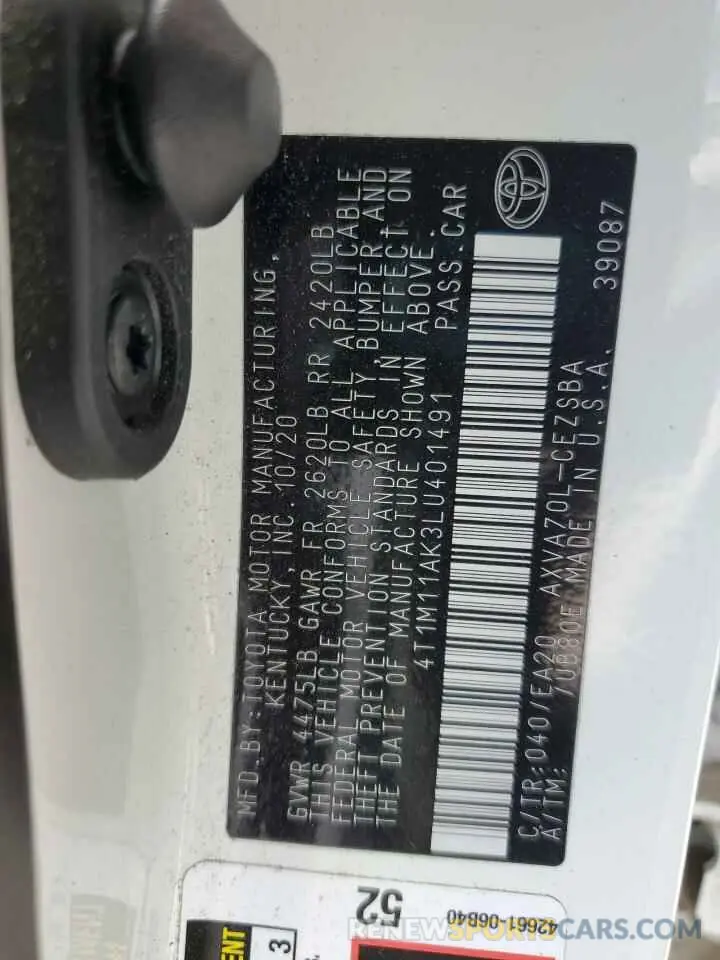 MFD.BY:TOYOTA MOTOR MANUFACTURING,
KENTUCKY,INC. 10/20
GVWR 4475LB GAWR FR 2620LB RR 2420LB
THIS VEHICLE CONFORMS TO ALL APPLICABLE
FEDERAL MOTOR VEHICLE SAFETY, BUMPER AND
THEFT PREVENTION STANDARDS IN EFFECT ON
THE DATE OF MANUFACTURE SHOWN ABOVE.
4T1M11AK3LU401491 PASS.CAR
C/TR:040/EA20 AXVA70L-CEZSBA
A/TM: /UB80E MADE IN U.S.A. 39087
52
42661-06B40
3
RENEWSPORTSCARS.COM